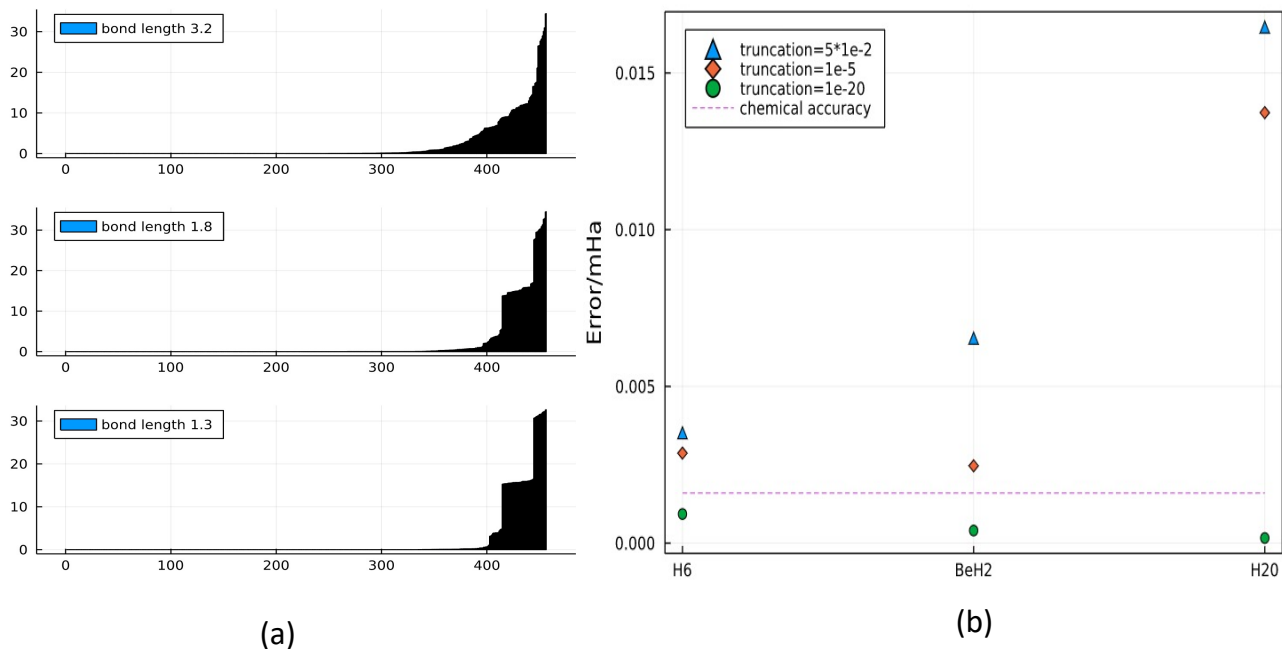 bond length 3.2
30
20
10
0
0 100 200 300 400
bond length 1.8
30
20
10
0
0 100 200 300 400
bond length 1.3
30
20
10
0
0 100 200 300 400
(a)
truncation=5*1e-2
truncation=1e-5
truncation=1e-20
chemical accuracy
Error/mHa
0.015
0.010
0.005
0.000
H6 BeH2 H20
(b)